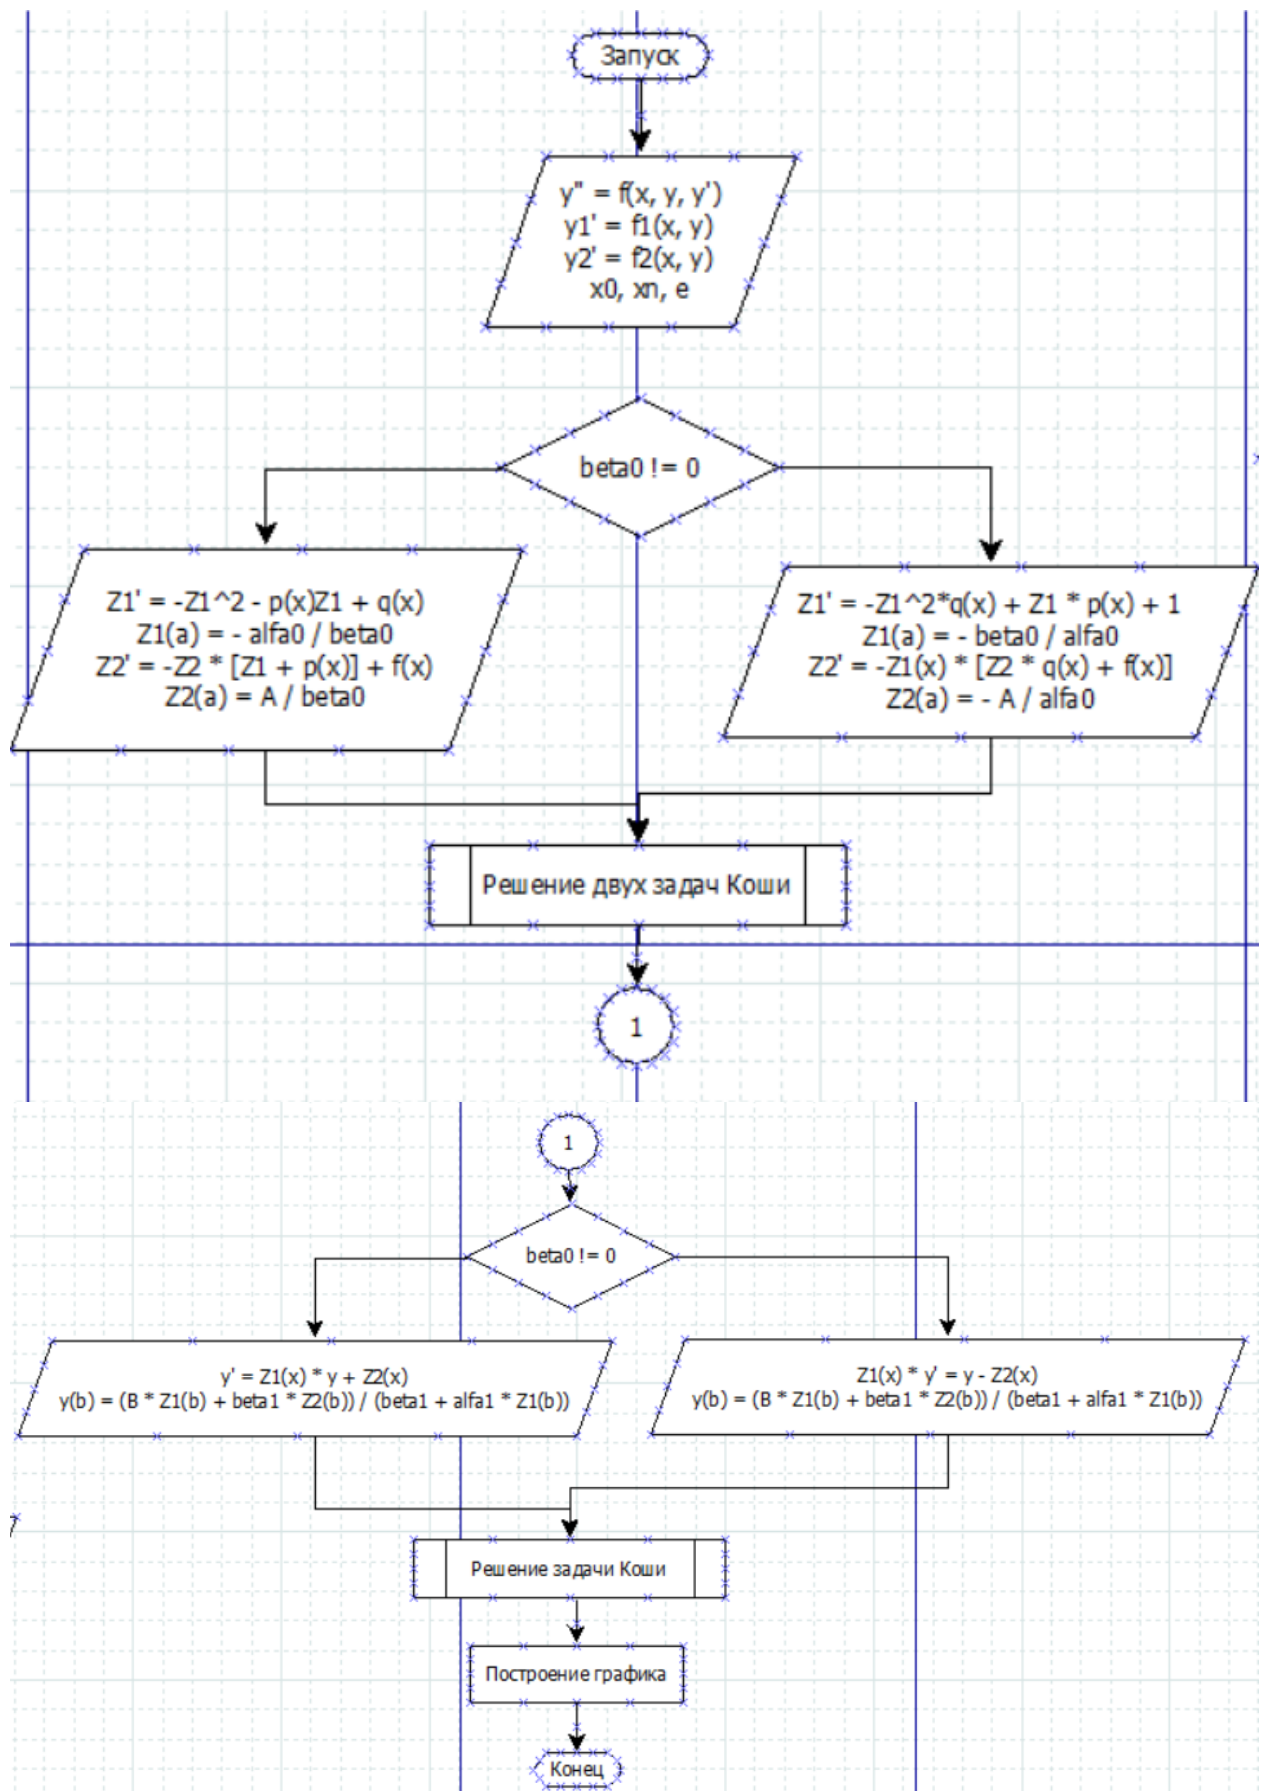 Запуск
y" = f(x, y, y')
y1' = f1(x, y)
y2' = f2(x, y)
x0, xn, e
beta0 != 0
Z1' = -Z1^2 - p(x)Z1 + q(x)
Z1(a) = - alfa0 / beta0
Z2' = -Z2 * [Z1 + p(x)] + f(x)
Z2(a) = A / beta0
Z1' = -Z1^2*q(x) + Z1 * p(x) + 1
Z1(a) = - beta0 / alfa0
Z2' = -Z1(x) * [Z2 * q(x) + f(x)]
Z2(a) = - A / alfa0
Решение двух задач Коши
1
1
beta0 != 0
y' = Z1(x) * y + Z2(x)
y(b) = (B * Z1(b) + beta1 * Z2(b)) / (beta1 + alfa1 * Z1(b))
Z1(x) * y' = y - Z2(x)
y(b) = (B * Z1(b) + beta1 * Z2(b)) / (beta1 + alfa1 * Z1(b))
Решение задачи Коши
Построение графика
Конец